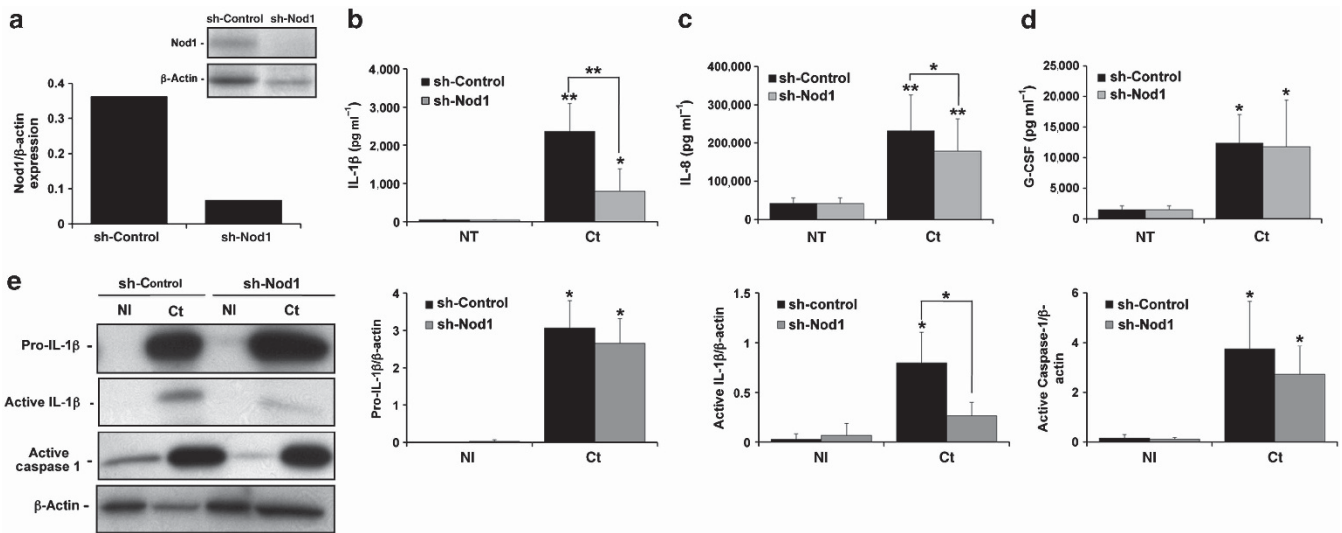 a
sh-Control sh-Nod1
Nod1 -
β-Actin -
Nod1/β-actin
expression
0.4
0.3
0.2
0.1
0
sh-Control sh-Nod1
b
IL-1β (pg ml⁻¹)
4.000
3.000
2.000
1.000
0
sh-Control
sh-Nod1
**
**
*
NT Ct
c
IL-8 (pg ml⁻¹)
400,000
300,000
200,000
100,000
0
sh-Control
sh-Nod1
*
**
**
NT Ct
d
G-CSF (pg ml⁻¹)
25,000
20,000
15,000
10,000
5,000
0
sh-Control
sh-Nod1
* *
NT Ct
e
sh-Control sh-Nod1
NI Ct NI Ct
Pro-IL-1β -
Active IL-1β -
Active
caspase 1 -
β-Actin -
Pro-IL-1β/β-actin
4
3
2
1
0
sh-Control
sh-Nod1
* *
NI Ct
Active IL-1β/β-actin
1.5
1
0.5
0
sh-control
sh-Nod1
*
*
NI Ct
Active Caspase-1/β-
actin
6
4
2
0
sh-Control
sh-Nod1
*
*
NI Ct